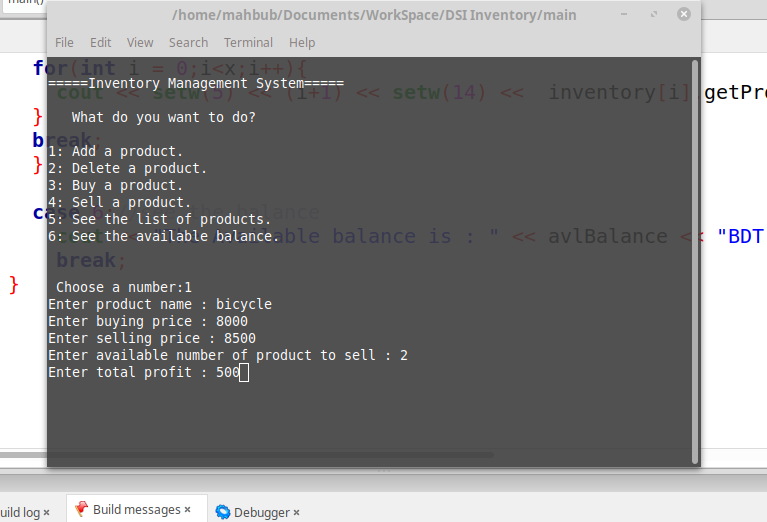 main()
/home/mahbub/Documents/WorkSpace/DSI Inventory/main
File Edit View Search Terminal Help
for(int i = 0;i<x;i++){
=====Inventory Management System=====
cout << setw(5) << (i+1) << setw(14) << inventory[i].getPro
What do you want to do?
}
break;
1: Add a product.
}
2: Delete a product.
3: Buy a product.
4: Sell a product.
5: See the list of products.
6: See the available balance.
balance is : " << avlBalance << "BDT
break;
}
Choose a number:1
Enter product name : bicycle
Enter buying price : 8000
Enter selling price : 8500
Enter available number of product to sell : 2
Enter total profit : 500
uild log × Build messages × Debugger ×